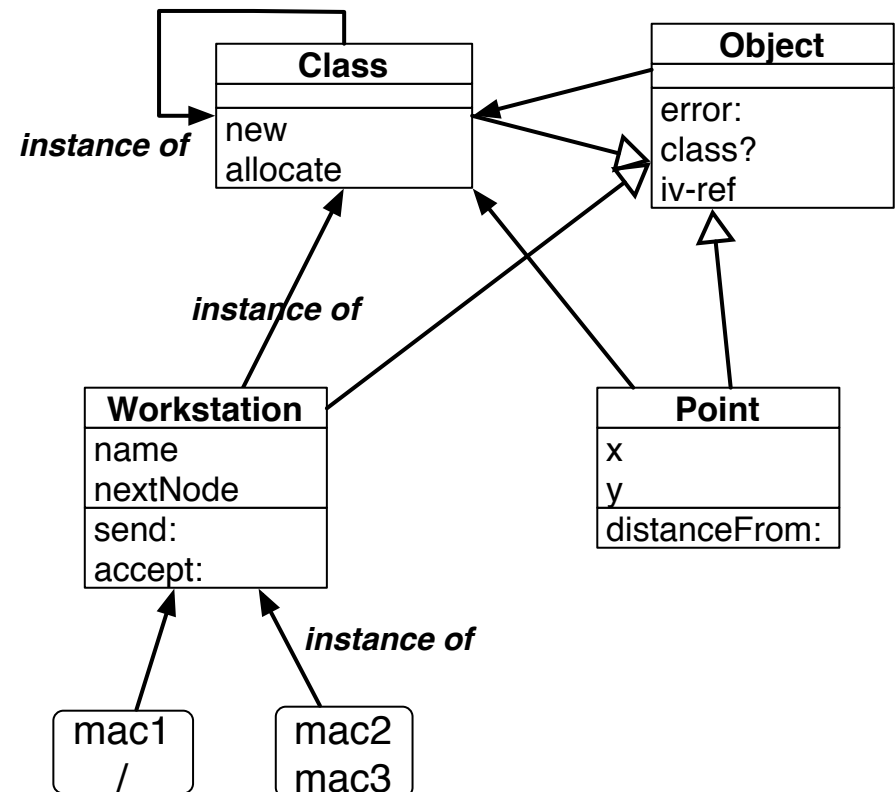 Class
new
allocate
instance of
Object
error:
class?
iv-ref
instance of
Workstation
name
nextNode
send:
accept:
Point
x
y
distanceFrom:
instance of
mac1
/
mac2
mac3